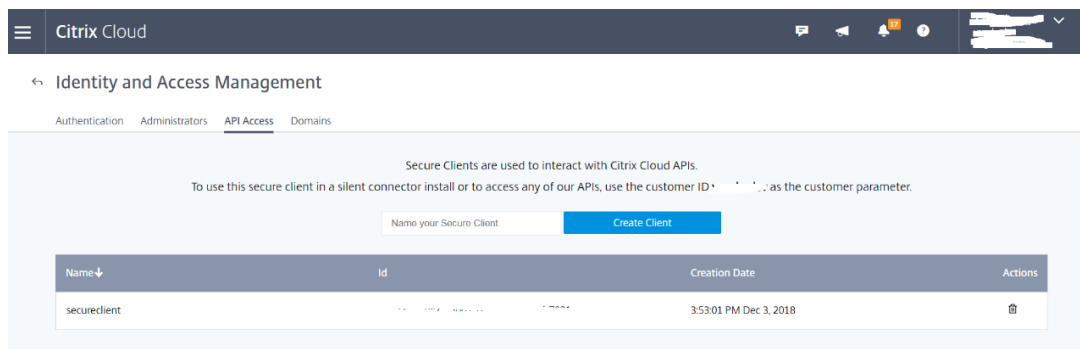 Citrix Cloud
17
Identity and Access Management
Authentication Administrators API Access Domains
Secure Clients are used to interact with Citrix Cloud APIs.
To use this secure client in a silent connector install or to access any of our APIs, use the customer ID as the customer parameter.
Name your Secure Client Create Client
Name Id Creation Date Actions
secureclient 3:53:01 PM Dec 3, 2018